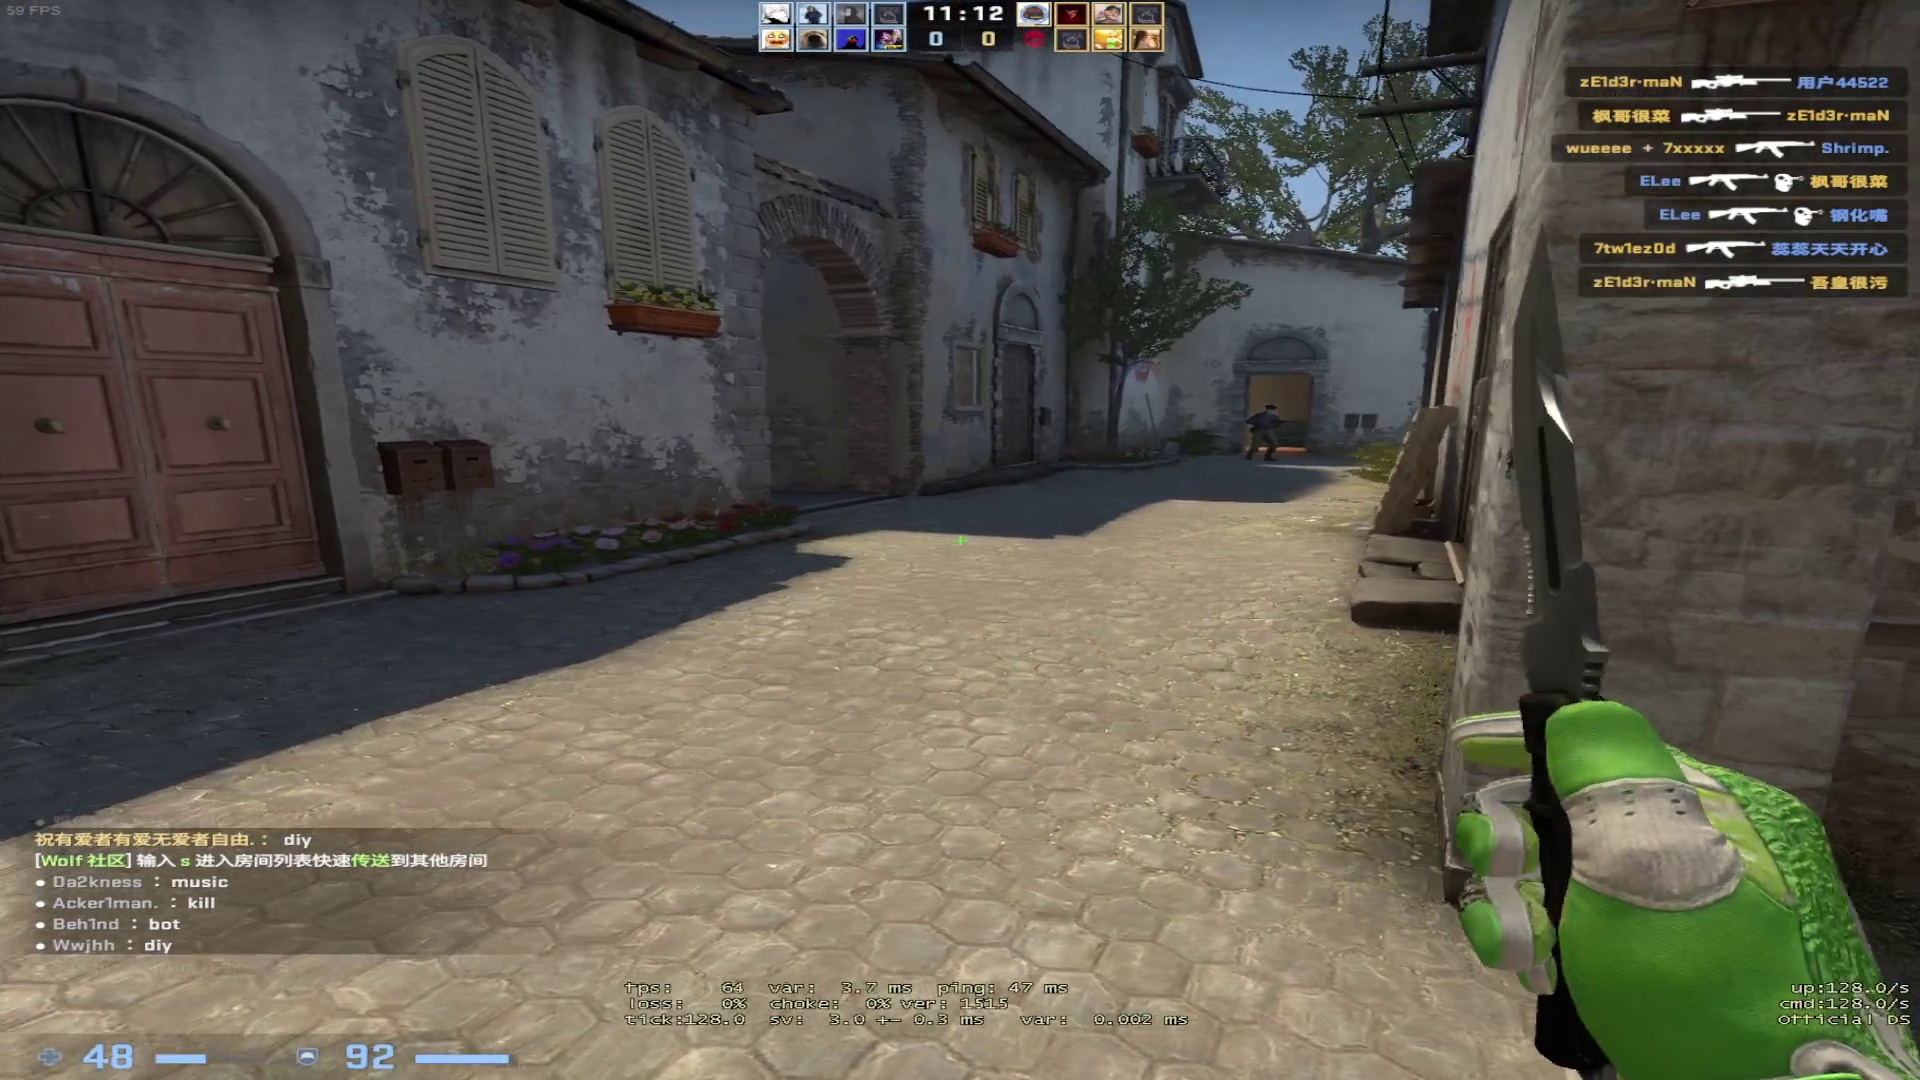 59 FPS
11:12
0 0
zE1d3r·maN 用户44522
枫哥很菜 zE1d3r·maN
wueeee + 7xxxxx Shrimp.
ELee 枫哥很菜
ELee 钢化嘴
7tw1ez0d 蕊蕊天天开心
zE1d3r·maN 吾皇很污
祝有爱者有爱无爱者自由.： diy
[Wolf 社区] 输入 s 进入房间列表快速传送到其他房间
● Da2kness： music
● Acker1man.： kill
● Beh1nd： bot
● Wwjhh： diy
fps: 64 var: 3.7 ms ping: 47 ms
loss: 0% choke: 0% ver: 1515
tick:128.0 sv: 3.0 +- 0.3 ms var: 0.002 ms
up:128.0/s
cmd:128.0/s
Official DS
48 92